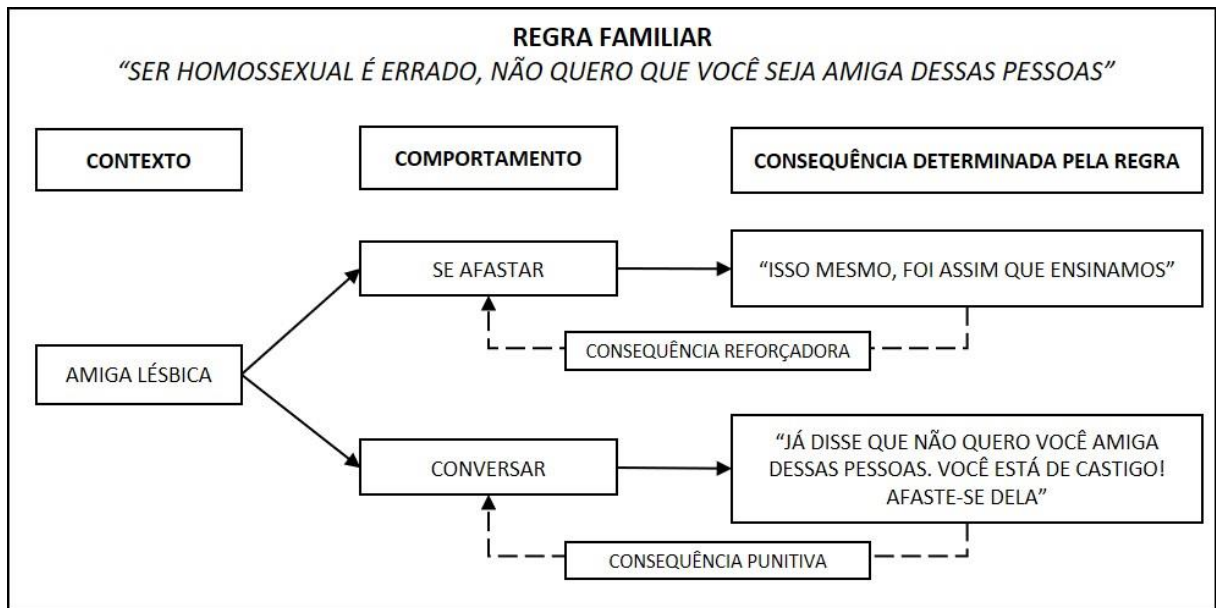 REGRA FAMILIAR
“SER HOMOSSEXUAL É ERRADO, NÃO QUERO QUE VOCÊ SEJA AMIGA DESSAS PESSOAS”
CONTEXTO
COMPORTAMENTO
CONSEQUÊNCIA DETERMINADA PELA REGRA
SE AFASTAR
“ISSO MESMO, FOI ASSIM QUE ENSINAMOS”
CONSEQUÊNCIA REFORÇADORA
AMIGA LÉSBICA
CONVERSAR
“JÁ DISSE QUE NÃO QUERO VOCÊ AMIGA
DESSAS PESSOAS. VOCÊ ESTÁ DE CASTIGO!
AFASTE-SE DELA”
CONSEQUÊNCIA PUNITIVA